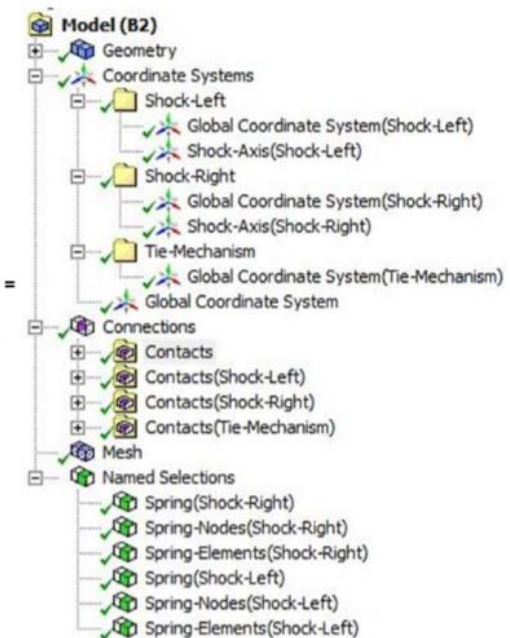 Model (B2)
Geometry
Coordinate Systems
Shock-Left
Global Coordinate System(Shock-Left)
Shock-Axis(Shock-Left)
Shock-Right
Global Coordinate System(Shock-Right)
Shock-Axis(Shock-Right)
Tie-Mechanism
Global Coordinate System(Tie-Mechanism)
=
Global Coordinate System
Connections
Contacts
Contacts(Shock-Left)
Contacts(Shock-Right)
Contacts(Tie-Mechanism)
Mesh
Named Selections
Spring(Shock-Right)
Spring-Nodes(Shock-Right)
Spring-Elements(Shock-Right)
Spring(Shock-Left)
Spring-Nodes(Shock-Left)
Spring-Elements(Shock-Left)